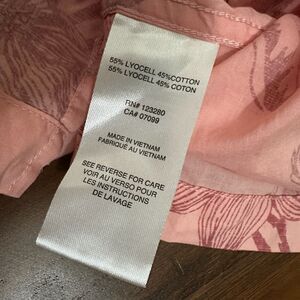 55% LYOCELL 45%COTTON
55% LYOCELL 45% COTON
RN# 123280
CA# 07099
MADE IN VIETNAM
FABRIQUÉ AU VIETNAM
SEE REVERSE FOR CARE
VOIR AU VERSO POUR
LES INSTRUCTIONS
DE LAVAGE